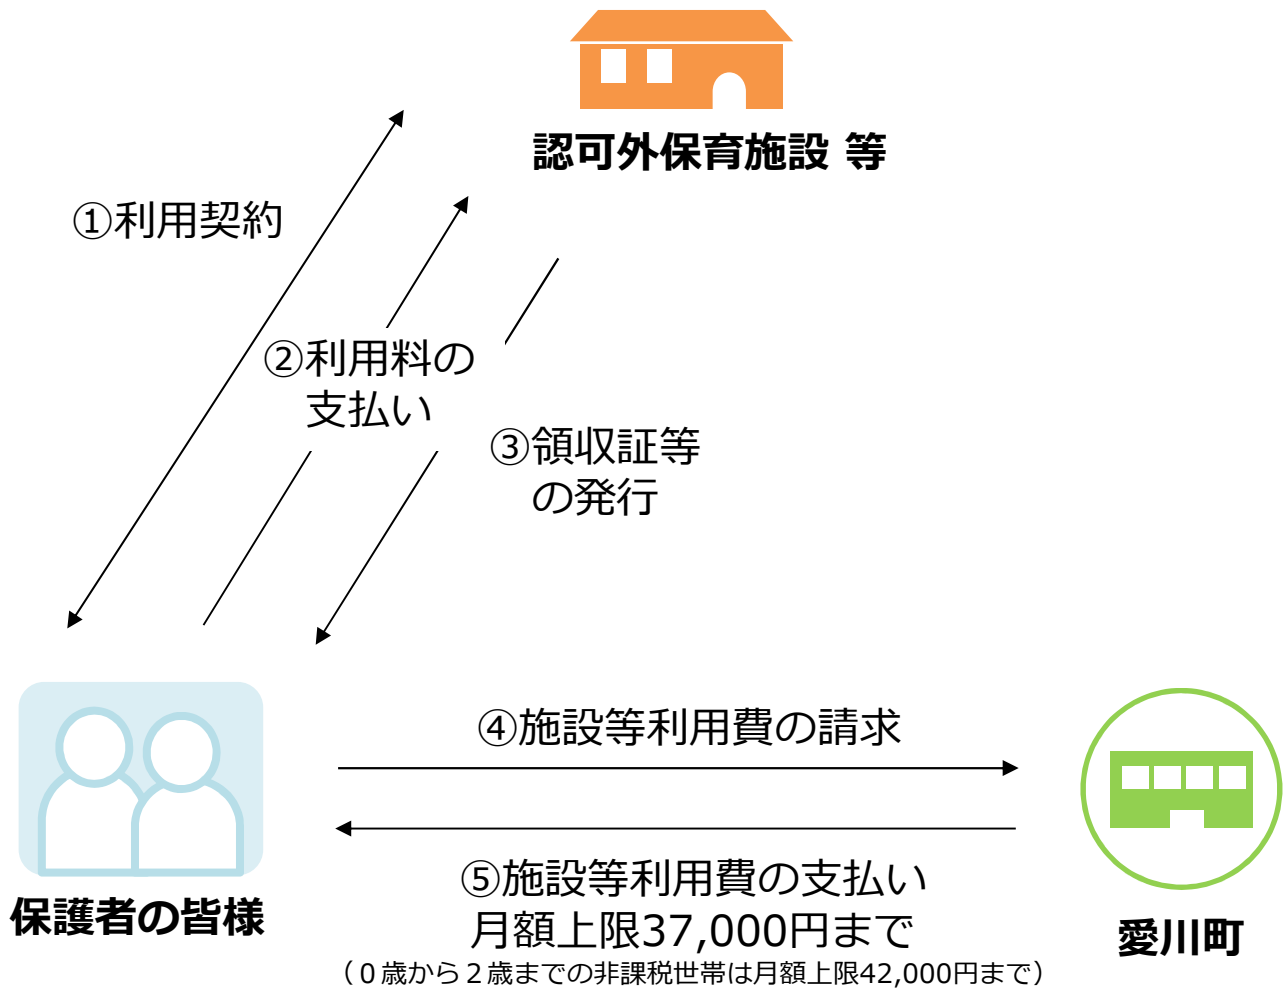 認可外保育施設 等
①利用契約
②利用料の
支払い
③領収証等
の発行
④施設等利用費の請求
⑤施設等利用費の支払い
月額上限37,000円まで
（０歳から２歳までの非課税世帯は月額上限42,000円まで）
保護者の皆様
愛川町